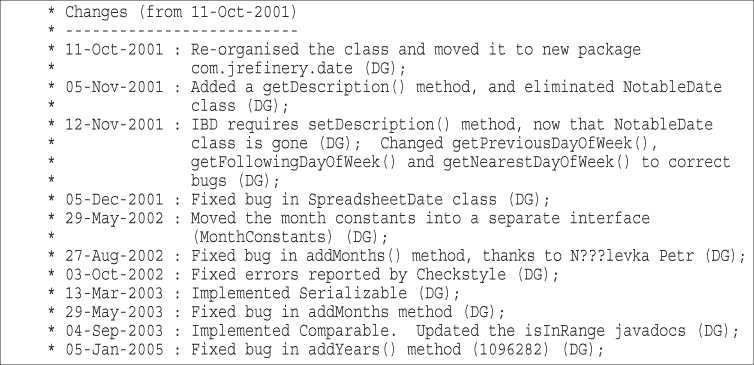 * Changes (from 11-Oct-2001)
* --------------------------
* 11-Oct-2001 : Re-organised the class and moved it to new package
* com.jrefinery.date (DG);
* 05-Nov-2001 : Added a getDescription() method, and eliminated NotableDate
* class (DG);
* 12-Nov-2001 : IBD requires setDescription() method, now that NotableDate
* class is gone (DG);  Changed getPreviousDayOfWeek(),
* getFollowingDayOfWeek() and getNearestDayOfWeek() to correct
* bugs (DG);
* 05-Dec-2001 : Fixed bug in SpreadsheetDate class (DG);
* 29-May-2002 : Moved the month constants into a separate interface
* (MonthConstants) (DG);
* 27-Aug-2002 : Fixed bug in addMonths() method, thanks to N???levka Petr (DG);
* 03-Oct-2002 : Fixed errors reported by Checkstyle (DG);
* 13-Mar-2003 : Implemented Serializable (DG);
* 29-May-2003 : Fixed bug in addMonths method (DG);
* 04-Sep-2003 : Implemented Comparable.  Updated the isInRange javadocs (DG);
* 05-Jan-2005 : Fixed bug in addYears() method (1096282) (DG);